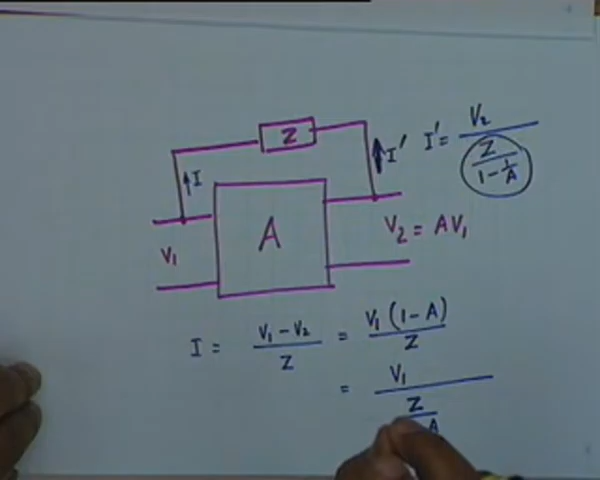 Z
I
I'
I' = V₂ / (Z / (1 - 1/A))
V₁
A
V₂ = AV₁
I = (V₁ - V₂) / Z = V₁(1-A) / Z
= V₁ / (Z / A